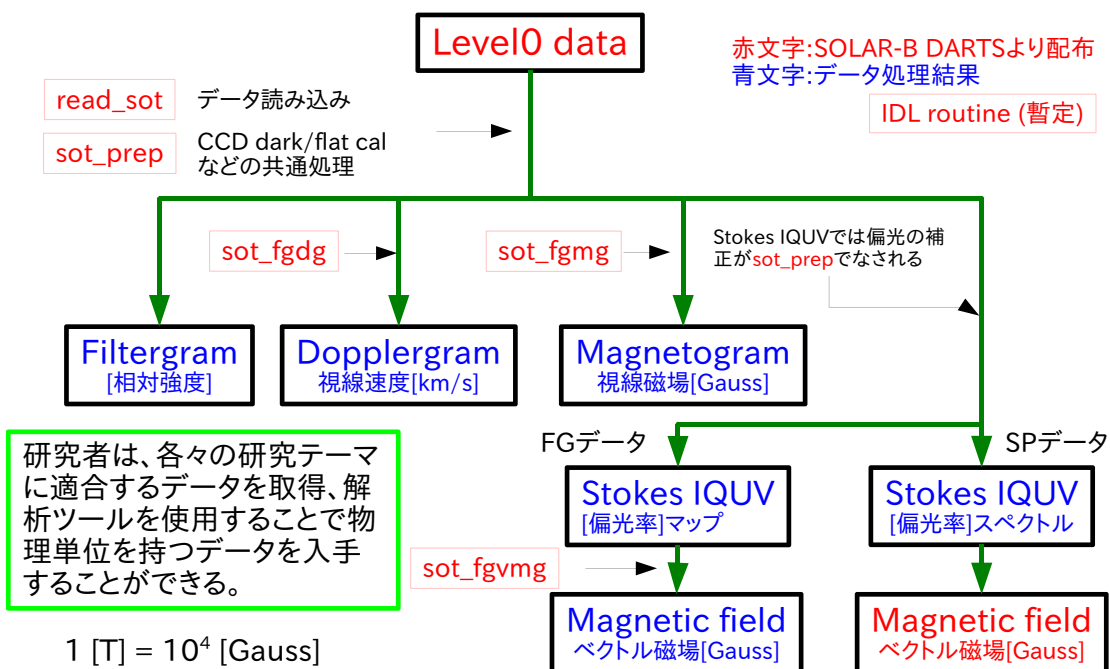 Level0 data
赤文字:SOLAR-B DARTSより配布
青文字:データ処理結果
IDL routine (暫定)
read_sot
データ読み込み
sot_prep
CCD dark/flat cal
などの共通処理
sot_fgdg
sot_fgmg
Stokes IQUVでは偏光の補
正がsot_prepでなされる
Filtergram
[相対強度]
Dopplergram
視線速度[km/s]
Magnetogram
視線磁場[Gauss]
研究者は、各々の研究テーマ
に適合するデータを取得、解
析ツールを使用することで物
理単位を持つデータを入手
することができる。
FGデータ
SPデータ
Stokes IQUV
[偏光率]マップ
Stokes IQUV
[偏光率]スペクトル
sot_fgvmg
Magnetic field
ベクトル磁場[Gauss]
Magnetic field
ベクトル磁場[Gauss]
1 [T] = 10⁴ [Gauss]